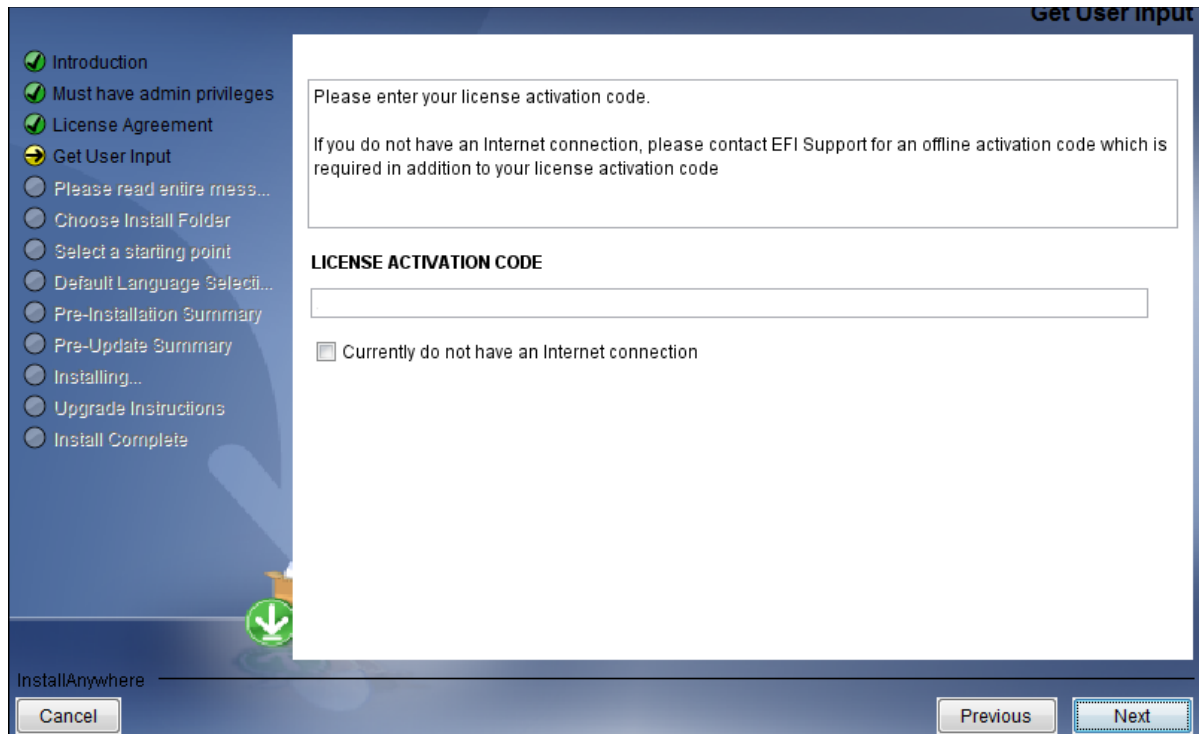 Get User Input
Introduction
Must have admin privileges
License Agreement
Get User Input
Please read entire mess...
Choose Install Folder
Select a starting point
Default Language Selecti...
Pre-Installation Summary
Pre-Update Summary
Installing...
Upgrade Instructions
Install Complete
Please enter your license activation code.
If you do not have an Internet connection, please contact EFI Support for an offline activation code which is
required in addition to your license activation code
LICENSE ACTIVATION CODE
Currently do not have an Internet connection
InstallAnywhere
Cancel
Previous
Next